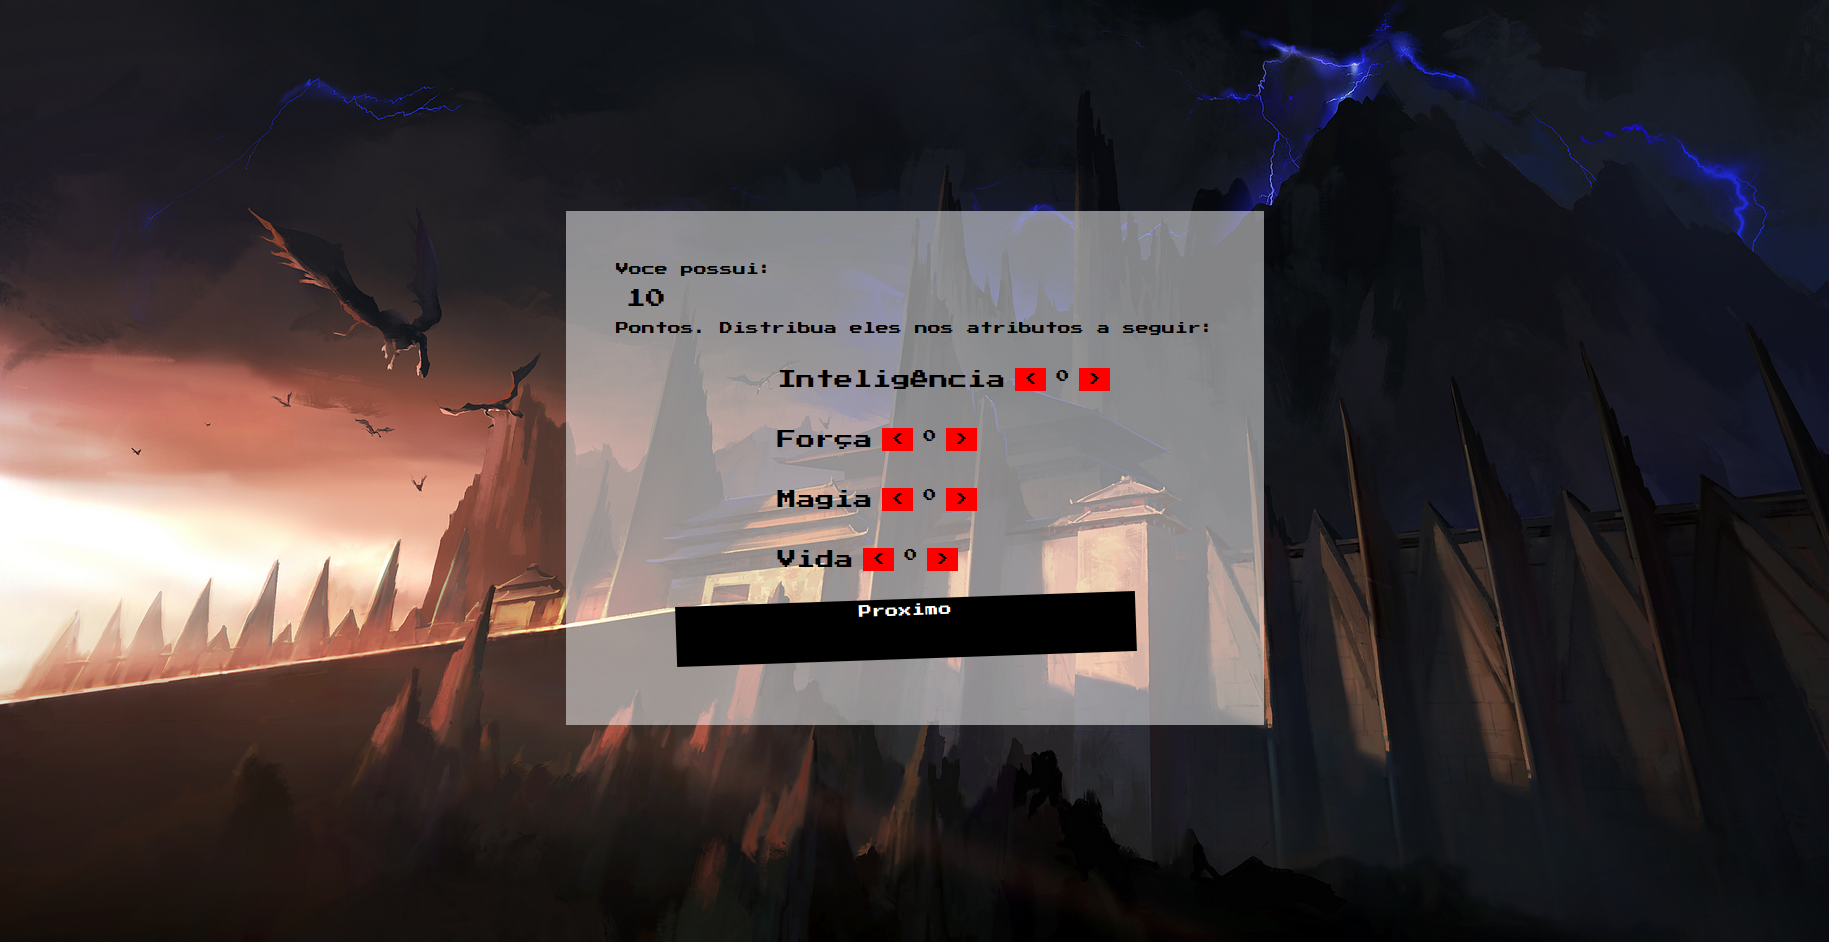 Voce possui:
10
Pontos. Distribua eles nos atributos a seguir:
Inteligência < 0 >
Força < 0 >
Magia < 0 >
Vida < 0 >
Proximo